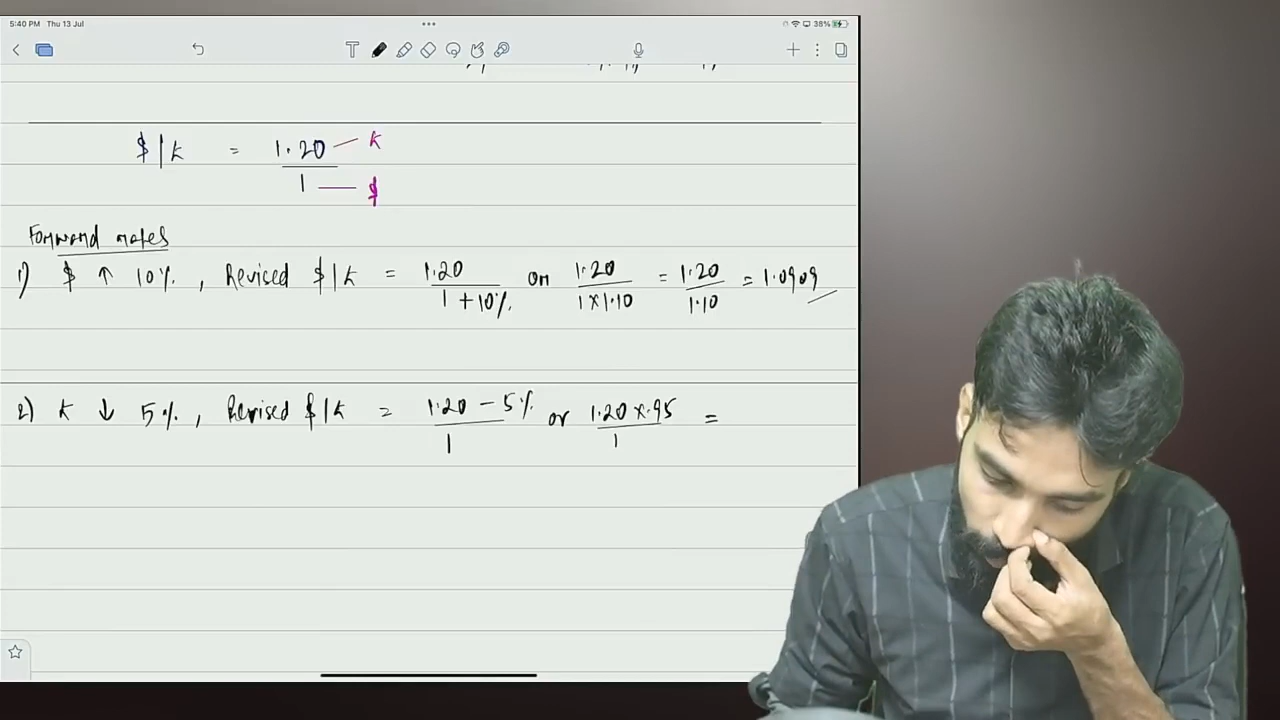 5:40 PM Thu 13 Jul
38%
$|K = 1.20 — K
1 — $
Forward rates
1) $ ↑ 10%, Revised $|K = 1.20 / 1 + 10% or 1.20 / 1 x 1.10 = 1.20 / 1.10 = 1.0909
2) K ↓ 5%, Revised $|K = 1.20 - 5% / 1 or 1.20 x .95 / 1 =